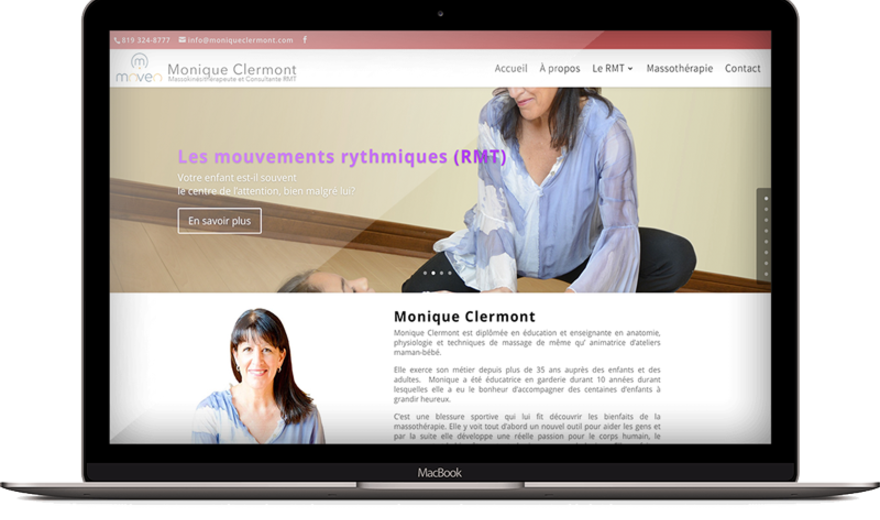 819 324-8777 info@moniqueclermont.com f
moveo Monique Clermont
Massokinésithérapeute et Consultante RMT
Accueil À propos Le RMT Massothérapie Contact
Les mouvements rythmiques (RMT)
Votre enfant est-il souvent
le centre de l'attention, bien malgré lui?
En savoir plus
Monique Clermont
Monique Clermont est diplômée en éducation et enseignante en anatomie,
physiologie et techniques de massage de même qu' animatrice d'ateliers
maman-bébé.
Elle exerce son métier depuis plus de 35 ans auprès des enfants et des
adultes. Monique a été éducatrice en garderie durant 10 années durant
lesquelles elle a eu le bonheur d'accompagner des centaines d'enfants à
grandir heureux.
C'est une blessure sportive qui lui fit découvrir les bienfaits de la
massothérapie. Elle y voit tout d'abord un nouvel outil pour aider les gens et
par la suite elle développe une réelle passion pour le corps humain, le
MacBook